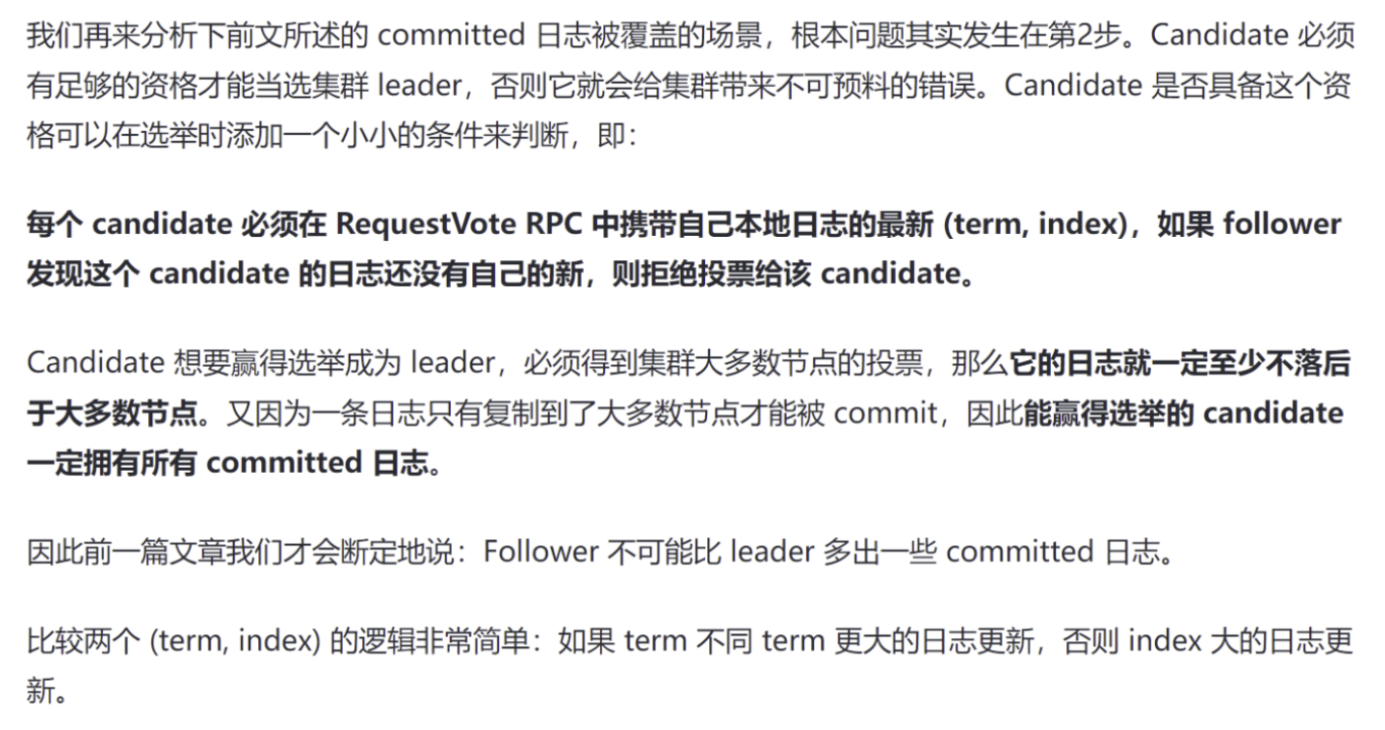 我们再来分析下前文所述的 committed 日志被覆盖的场景，根本问题其实发生在第2步。Candidate 必须
有足够的资格才能当选集群 leader，否则它就会给集群带来不可预料的错误。Candidate 是否具备这个资
格可以在选举时添加一个小小的条件来判断，即：
每个 candidate 必须在 RequestVote RPC 中携带自己本地日志的最新 (term, index)，如果 follower
发现这个 candidate 的日志还没有自己的新，则拒绝投票给该 candidate。
Candidate 想要赢得选举成为 leader，必须得到集群大多数节点的投票，那么它的日志就一定至少不落后
于大多数节点。又因为一条日志只有复制到了大多数节点才能被 commit，因此能赢得选举的 candidate
一定拥有所有 committed 日志。
因此前一篇文章我们才会断定地说：Follower 不可能比 leader 多出一些 committed 日志。
比较两个 (term, index) 的逻辑非常简单：如果 term 不同 term 更大的日志更新，否则 index 大的日志更
新。